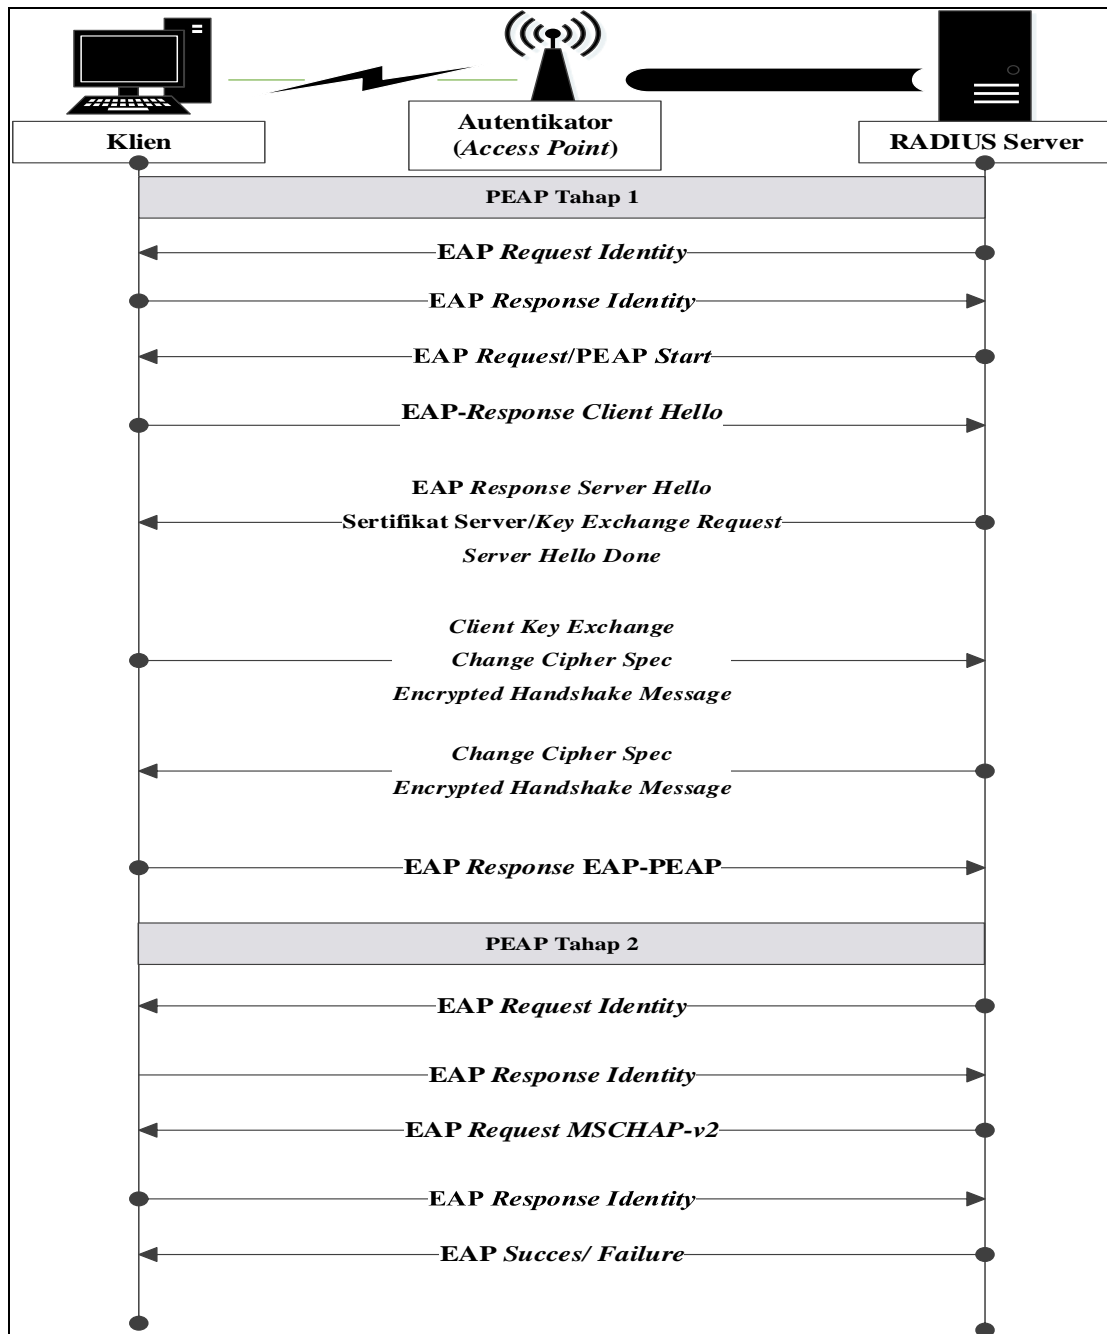 Klien
Autentikator
(Access Point)
RADIUS Server
PEAP Tahap 1
EAP Request Identity
EAP Response Identity
EAP Request/PEAP Start
EAP-Response Client Hello
EAP Response Server Hello
Sertifikat Server/Key Exchange Request
Server Hello Done
Client Key Exchange
Change Cipher Spec
Encrypted Handshake Message
Change Cipher Spec
Encrypted Handshake Message
EAP Response EAP-PEAP
PEAP Tahap 2
EAP Request Identity
EAP Response Identity
EAP Request MSCHAP-v2
EAP Response Identity
EAP Succes/ Failure